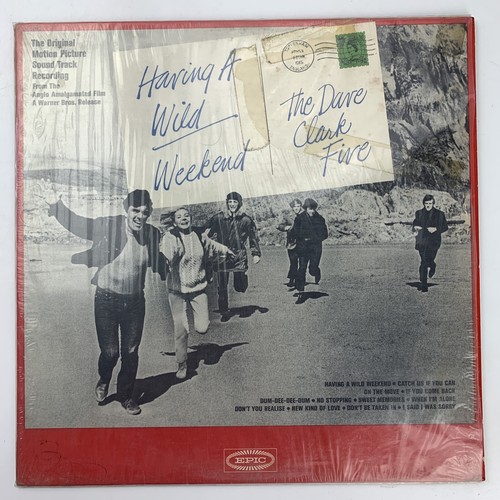 The Original
Motion Picture
Sound Track
Recording
From The
Anglo Amalgamated Film
A Warner Bros. Release
Having A
Wild
Weekend
The Dave
Clark
Five
HAVING A WILD WEEKEND • CATCH US IF YOU CAN
ON THE MOVE • IF YOU COME BACK
DUM-DEE-DEE-DUM • NO STOPPING • SWEET MEMORIES • WHEN I'M ALONE
DON'T YOU REALISE • NEW KIND OF LOVE • DON'T BE TAKEN IN • I SAID I WAS SORRY
EPIC